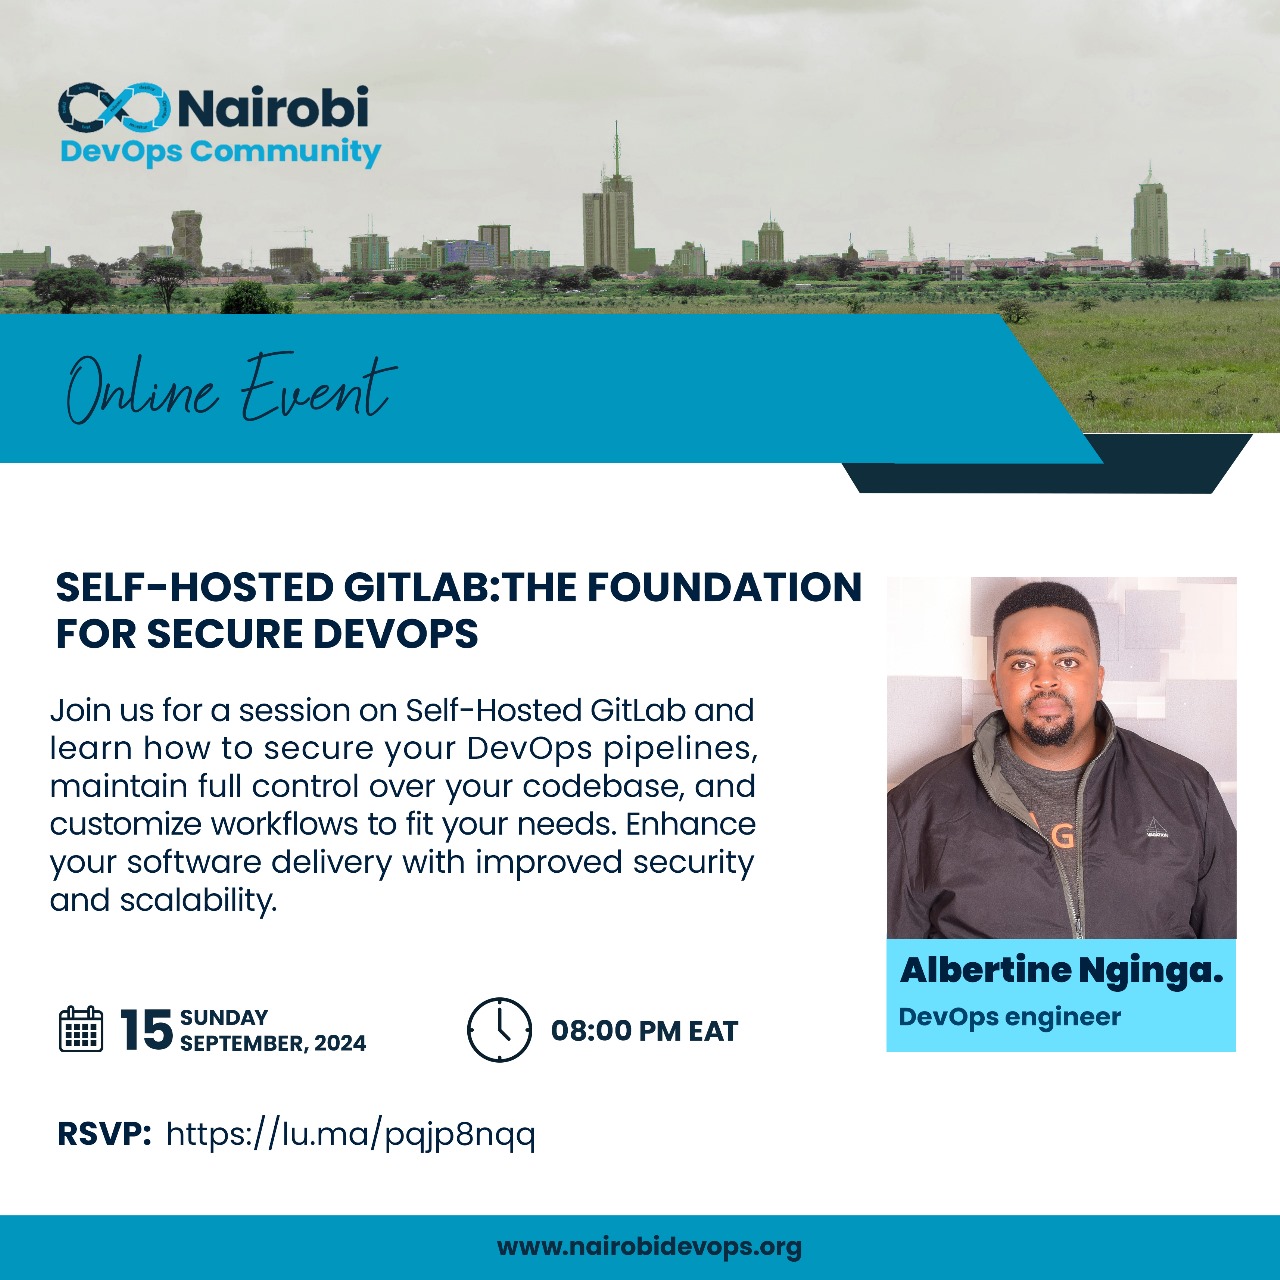 Nairobi
DevOps Community
Online Event
SELF-HOSTED GITLAB:THE FOUNDATION
FOR SECURE DEVOPS
Join us for a session on Self-Hosted GitLab and
learn how to secure your DevOps pipelines,
maintain full control over your codebase, and
customize workflows to fit your needs. Enhance
your software delivery with improved security
and scalability.
G
VAGATION
Albertine Nginga.
DevOps engineer
15 SUNDAY
SEPTEMBER, 2024
08:00 PM EAT
RSVP: https://lu.ma/pqjp8nqq
www.nairobidevops.org